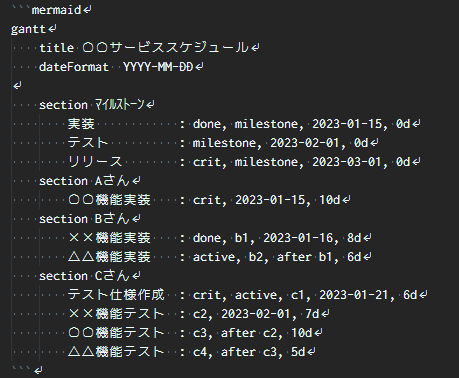 ```mermaid
gantt
    title 〇〇サービススケジュール
    dateFormat  YYYY-MM-DD

    section ﾏｲﾙｽﾄｰﾝ
        実装           : done, milestone, 2023-01-15, 0d
        テスト         : milestone, 2023-02-01, 0d
        リリース       : crit, milestone, 2023-03-01, 0d
    section Aさん
        〇〇機能実装   : crit, 2023-01-15, 10d
    section Bさん
        ××機能実装   : done, b1, 2023-01-16, 8d
        △△機能実装   : active, b2, after b1, 6d
    section Cさん
        テスト仕様作成  : crit, active, c1, 2023-01-21, 6d
        ××機能テスト  : c2, 2023-02-01, 7d
        〇〇機能テスト  : c3, after c2, 10d
        △△機能テスト  : c4, after c3, 5d
```